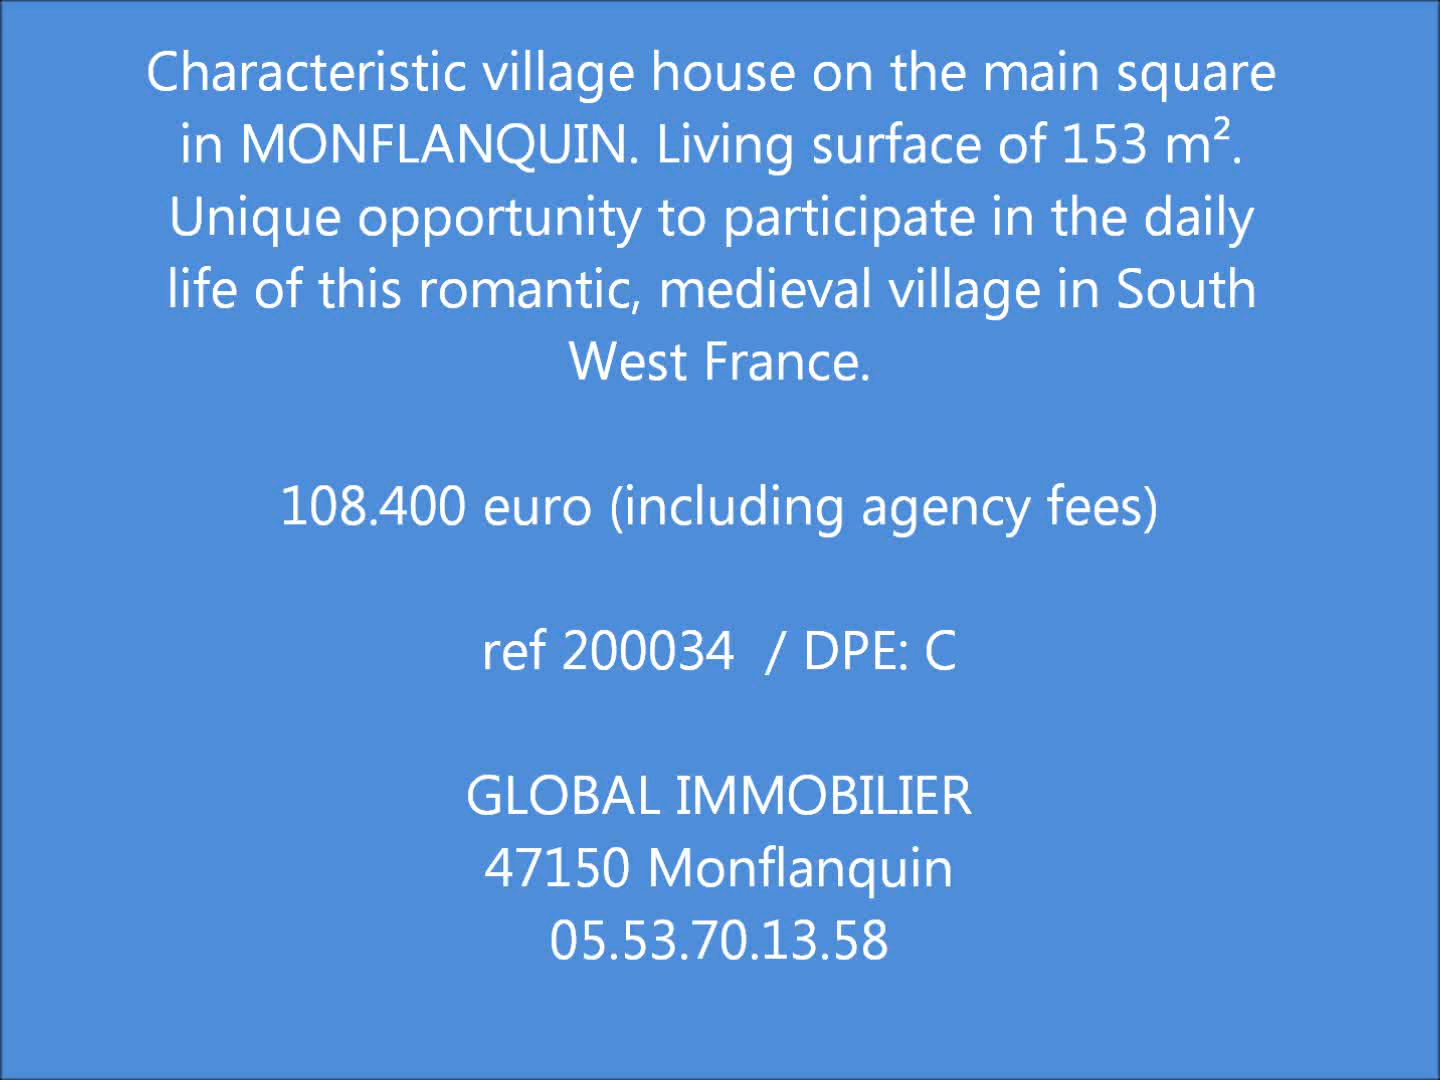 Characteristic village house on the main square
in MONFLANQUIN. Living surface of 153 m².
Unique opportunity to participate in the daily
life of this romantic, medieval village in South
West France.
108.400 euro (including agency fees)
ref 200034  / DPE: C
GLOBAL IMMOBILIER
47150 Monflanquin
05.53.70.13.58